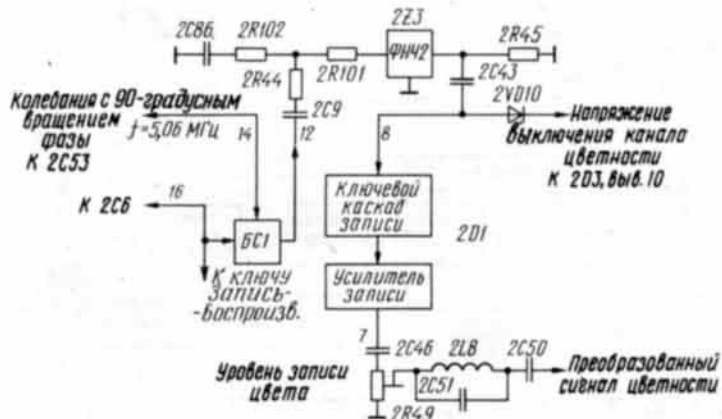 2C86
2R102
2Z3
2R45
ФНЧ2
2R44
2R101
2C43
2VD10
Колебания с 90-градусным
вращением
фазы
f=5,06 МГц
К 2C53
14
2C9
12
8
Напряжение
выключения канала
цветности
К 2D3, выв. 10
К 2C6
16
БС1
К ключу
Запись-
-Воспроизв.
Ключевой
каскад
записи
2D1
Усилитель
записи
7
2C46
2L8
2C50
Уровень записи
цвета
2C51
2R49
Преобразованный
сигнал цветности